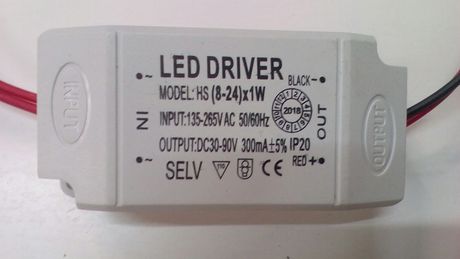 LED DRIVER
BLACK-
MODEL: HS (8-24)x1W
INPUT:135-265V AC 50/60Hz
OUTPUT:DC30-90V 300mA±5% IP20
SELV
110
CE
RED+
INPUT
IN
2018
OUT
OUTPUT